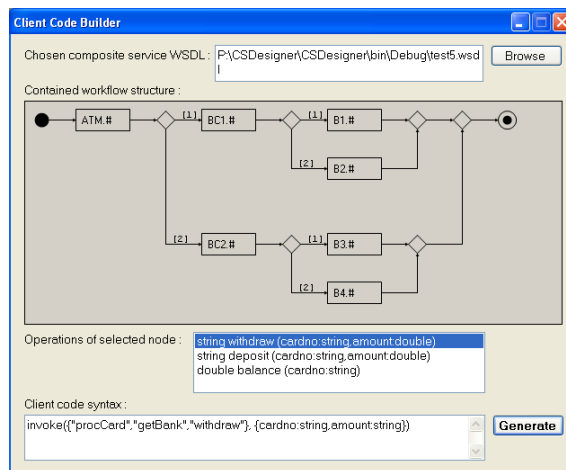 Client Code Builder
Chosen composite service WSDL :
P:\CSDesigner\CSDesigner\bin\Debug\test5.wsd
l
Browse
Contained workflow structure :
ATM.#
[1]
BC1.#
[1]
B1.#
[2]
B2.#
[2]
BC2.#
[1]
B3.#
[2]
B4.#
Operations of selected node :
string withdraw (cardno:string,amount:double)
string deposit (cardno:string,amount:double)
double balance (cardno:string)
Client code syntax :
invoke({"procCard","getBank","withdraw"}, {cardno:string,amount:string})
Generate